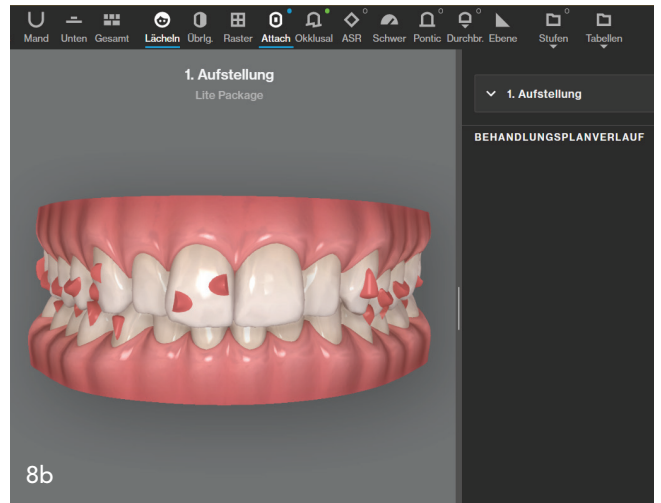 Mand Unten Gesamt Lächeln Übrlg. Raster Attach Okklusal ASR Schwer Pontic Durchbr. Ebene Stufen Tabellen
1. Aufstellung
Lite Package
1. Aufstellung
BEHANDLUNGSPLANVERLAUF
8b